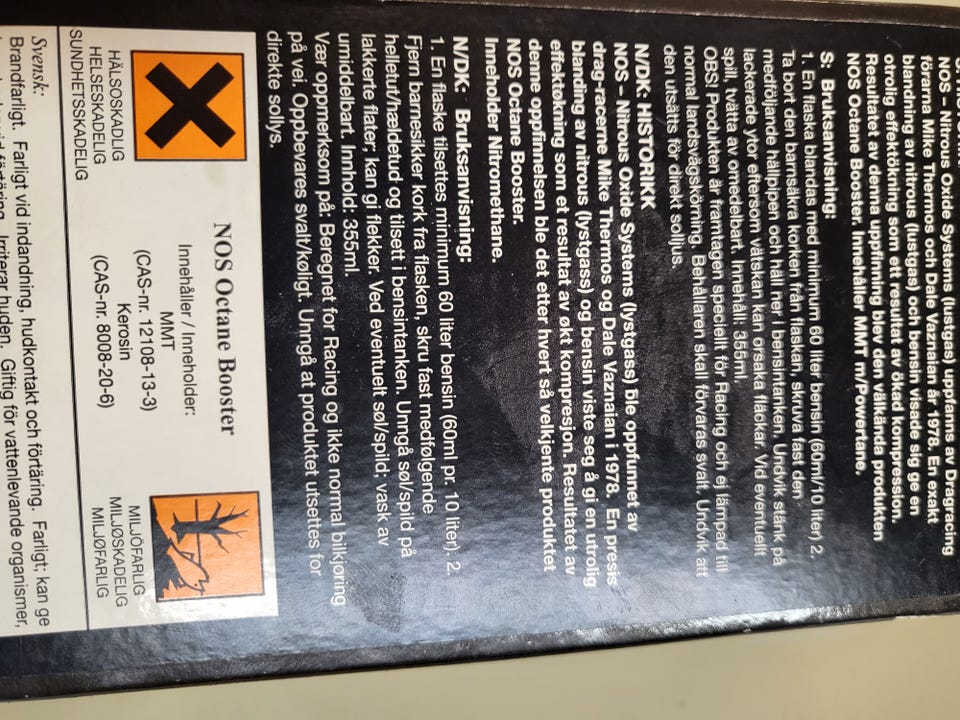 NOS – Nitrous Oxide Systems (lustgas) uppfanns av Dragracing
förarna Mike Thermos och Dale Vaznaian år 1978. En exakt
blandning av nitrous (lustgas) och bensin visade sig ge en
otrolig effektökning som ett resultat av ökad kompression.
Resultatet av denna uppfinning blev den välkända produkten
NOS Octane Booster. Innehåller MMT m/Powertane.
S: Bruksanvisning:
1. En flaska blandas med minimum 60 liter bensin (60ml/10 liter) 2.
Ta bort den barnsäkra korken från flaskan, skruva fast den
medföljande hällpipen och häll ner i bensintanken. Undvik stänk på
lackerade ytor eftersom vätskan kan orsaka fläckar. Vid eventuellt
spill, tvätta av omedelbart. Innehåll: 355ml.
OBS! Produkten är framtagen speciellt för Racing och ej lämpad till
normal landsvägskörning. Behållaren skall förvaras svalt. Undvik att
den utsätts för direkt solljus.
N/DK: HISTORIKK
NOS – Nitrous Oxide Systems (lystgass) ble oppfunnet av
drag-racerne Mike Thermos og Dale Vaznaian i 1978. En presis
blanding av nitrous (lystgass) og bensin viste seg å gi en utrolig
effektøkning som et resultat av økt kompresjon. Resultatet av
denne oppfinnelsen ble det etter hvert så velkjente produktet
NOS Octane Booster.
Inneholder Nitromethane.
N/DK: Bruksanvisning:
1. En flaske tilsettes minimum 60 liter bensin (60ml pr. 10 liter). 2.
Fjern barnesikker kork fra flasken, skru fast medfølgende
helletut/hældetud og tilsett i bensintanken. Unngå søl/spild på
lakkerte flater, kan gi flekker. Ved eventuelt søl/spild, vask av
umiddelbart. Innhold: 355ml.
Vær oppmerksom på: Beregnet for Racing og ikke normal bilkjøring
på vei. Oppbevares svalt/kølgt. Unngå at produktet utsettes for
direkte sollys.
HÄLSOSKADLIG
HELSESKADELIG
SUNDHETSSKADELIG
NOS Octane Booster
Innehåller / Inneholder:
MMT
(CAS-nr. 12108-13-3)
Kerosin
(CAS-nr. 8008-20-6)
MILJÖFARLIG
MILJØSKADELIG
MILJØFARLIG
Svensk:
Brandfarligt. Farligt vid indandning, hudkontakt och förtäring. Farligt; kan ge
förtäring. Irriterar huden. Giftig för vattenlevande organismer,